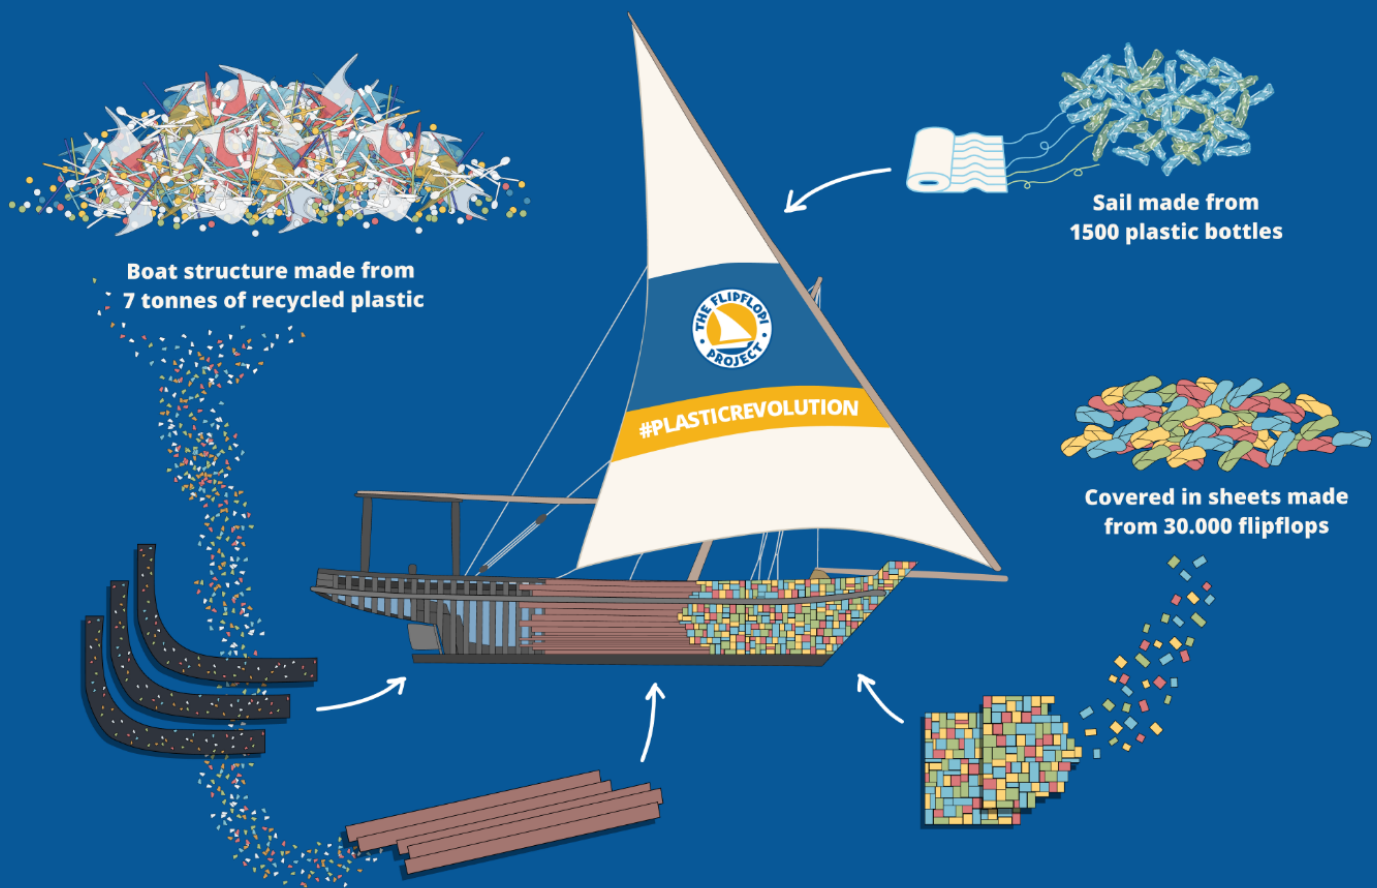 Boat structure made from
7 tonnes of recycled plastic
Sail made from
1500 plastic bottles
THE FLIPFLOPI
PROJECT
#PLASTICREVOLUTION
Covered in sheets made
from 30.000 flipflops